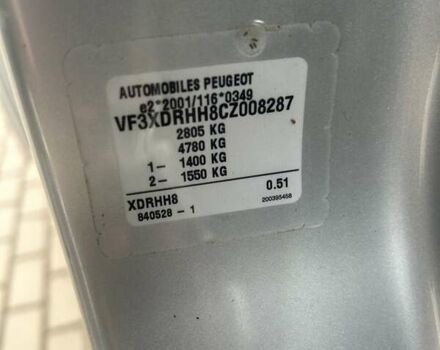 AUTOMOBILES PEUGEOT
e2*2001/116*0349
VF3XDRHH8CZ008287
2805 KG
4780 KG
1- 1400 KG
2- 1550 KG
XDRHH8 0.51
840528 - 1 200395458